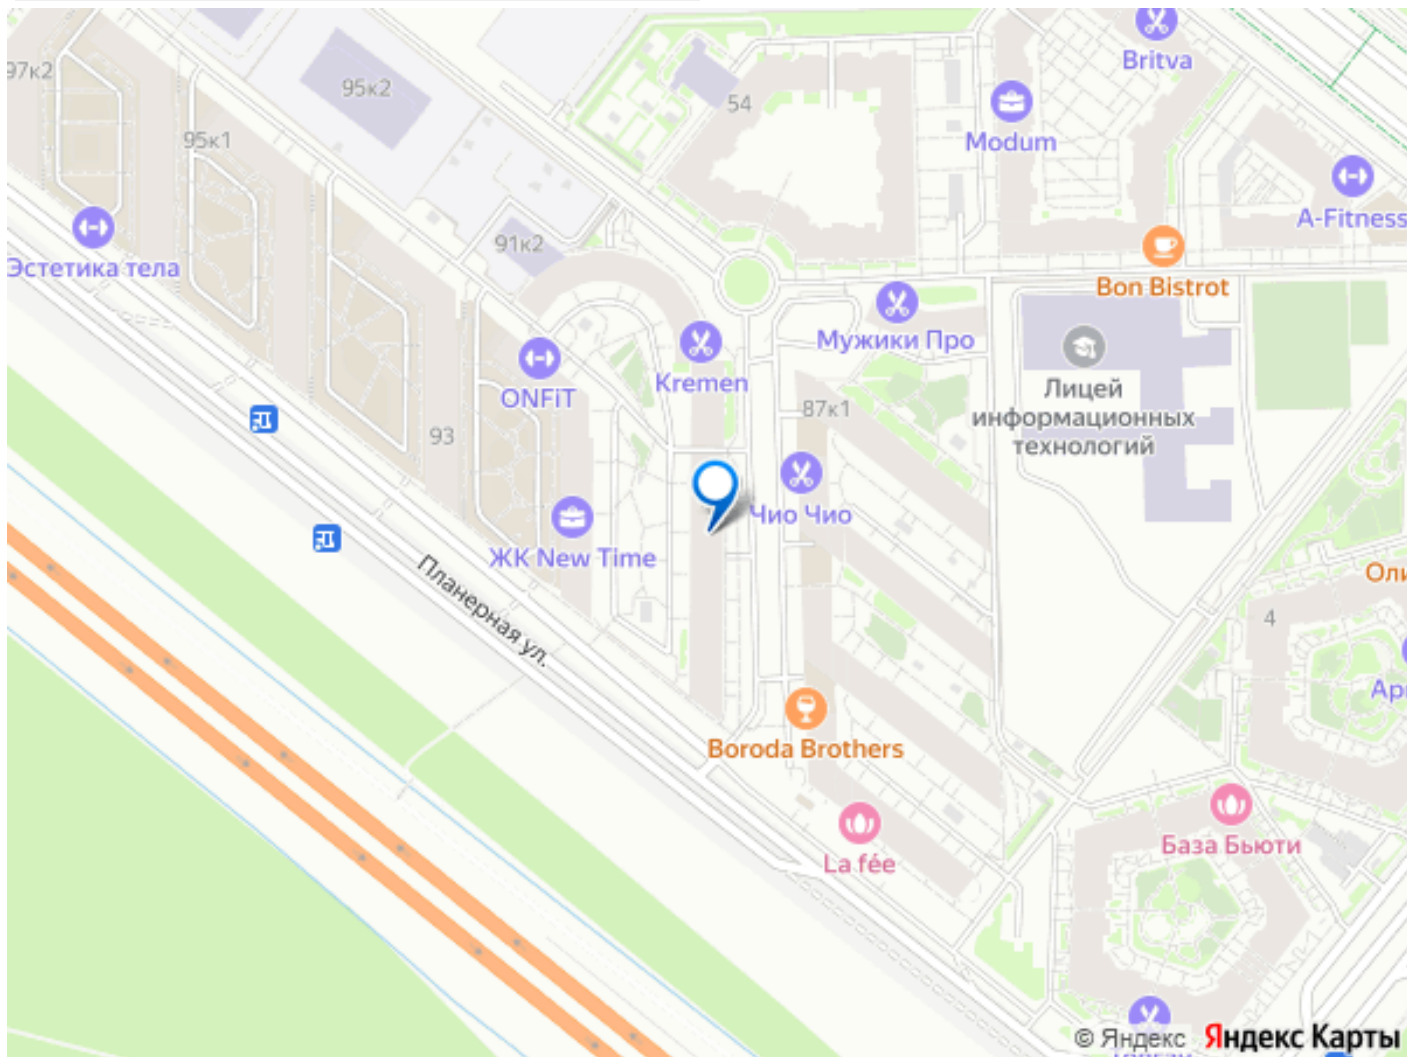 Britva
97к2
95к2
54
Modum
95к1
A-Fitness
Эстетика тела
91к2
Bon Bistrot
Мужики Про
Kremen
ONFiT
Лицей
информационных
технологий
87к1
93
Чио Чио
ЖК New Time
Планерная ул.
4
Boroda Brothers
La fée
База Бьюти
© Яндекс Яндекс Карты